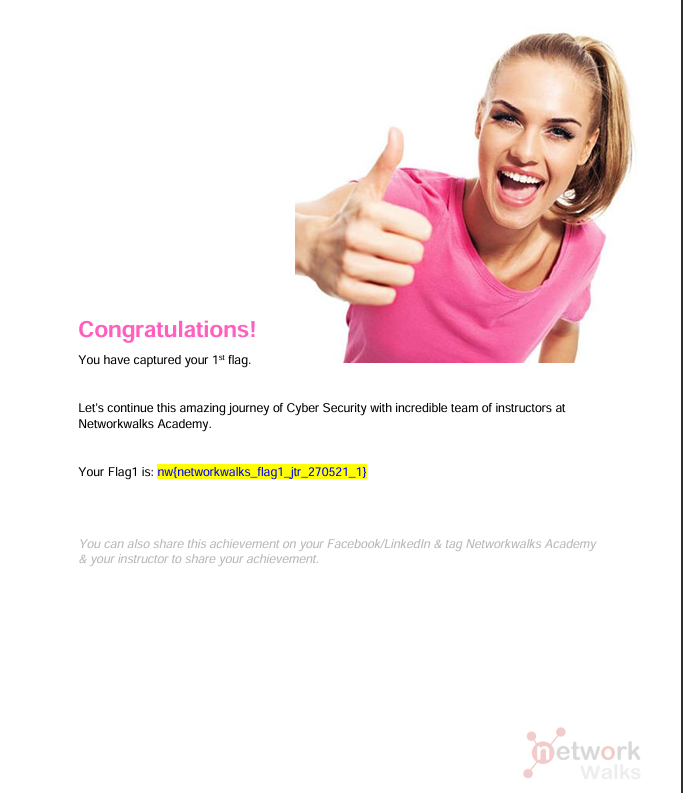 Congratulations!
You have captured your 1st flag.
Let's continue this amazing journey of Cyber Security with incredible team of instructors at
Networkwalks Academy.
Your Flag1 is: nw{networkwalks_flag1_jtr_270521_1}
You can also share this achievement on your Facebook/LinkedIn & tag Networkwalks Academy
& your instructor to share your achievement.
network
Walks